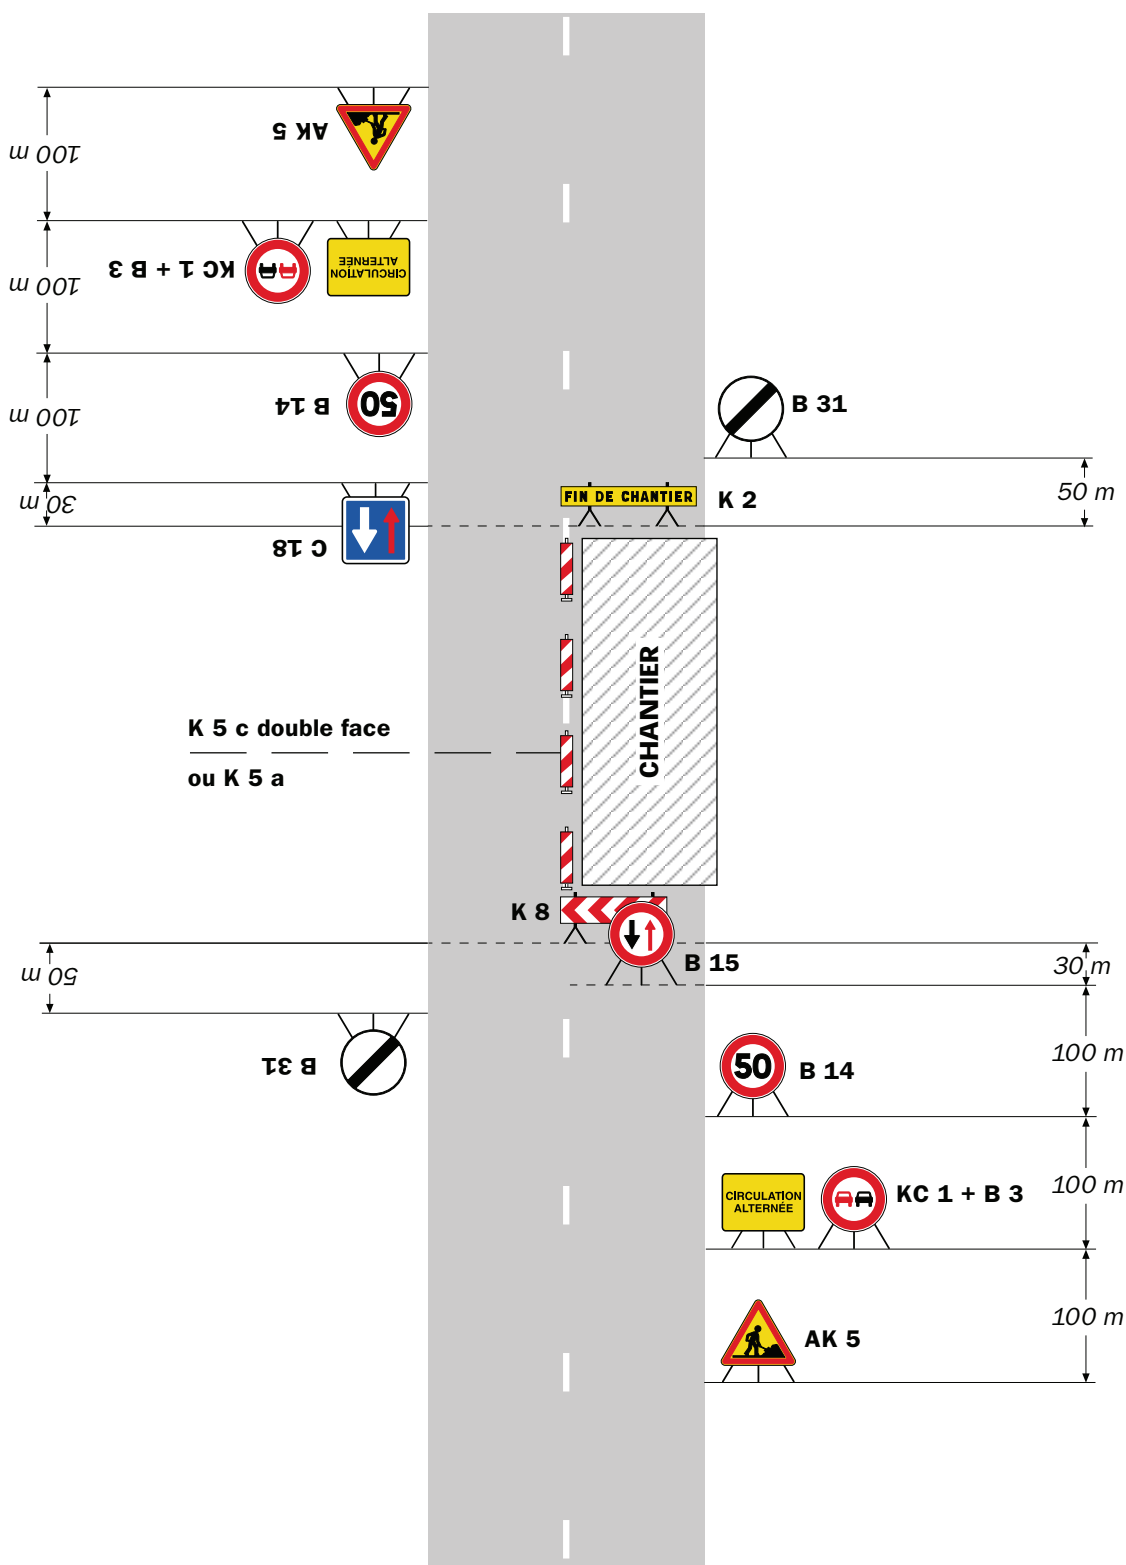 AK 5
100 m
CIRCULATION
ALTERNÉE
KC 1 + B 3
100 m
50
B 14
100 m
B 31
50 m
30 m
C 18
FIN DE CHANTIER
K 2
CHANTIER
K 5 c double face
ou K 5 a
K 8
B 15
30 m
50 m
B 31
50
B 14
100 m
CIRCULATION
ALTERNÉE
KC 1 + B 3
100 m
AK 5
100 m